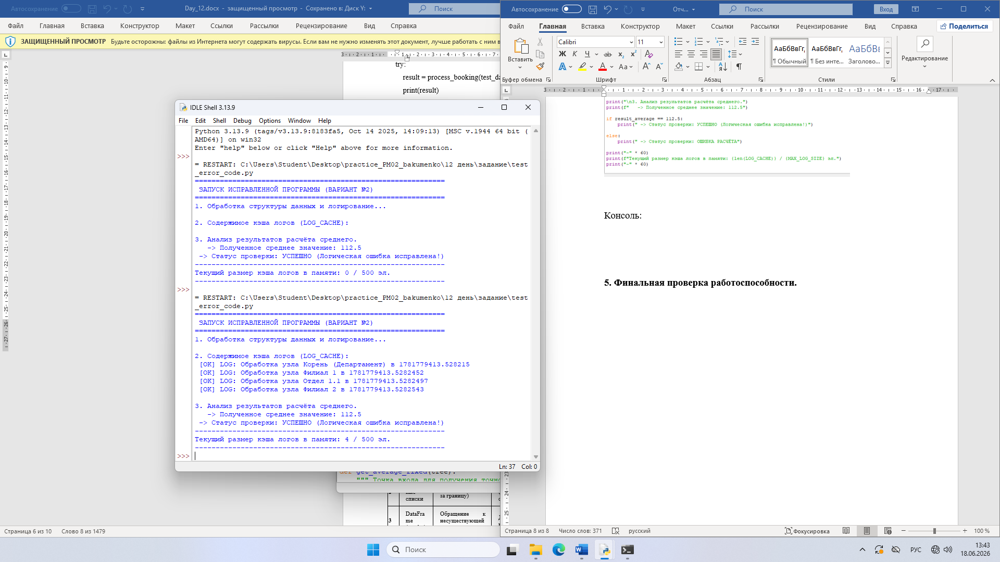 Автосохранение
Day_12.docx - защищенный просмотр - Сохранено в: Диск Y:
Поиск
Файл Главная Вставка Конструктор Макет Ссылки Рассылки Рецензирование Вид Справка
ЗАЩИЩЕННЫЙ ПРОСМОТР Будьте осторожны: файлы из Интернета могут содержать вирусы. Если вам не нужно изменять этот документ, лучше работать с ним в
try:
result = process_booking(test_da
print(result)
IDLE Shell 3.13.9
File Edit Shell Debug Options Window Help
Python 3.13.9 (tags/v3.13.9:8183fa5, Oct 14 2025, 14:09:13) [MSC v.1944 64 bit (
AMD64)] on win32
Enter "help" below or click "Help" above for more information.
>>>
= RESTART: C:\Users\Student\Desktop\practice_PM02_bakumenko\12 день\задание\test
_error_code.py
============================================================
ЗАПУСК ИСПРАВЛЕННОЙ ПРОГРАММЫ (ВАРИАНТ №2)
============================================================
1. Обработка структуры данных и логирование...
2. Содержимое кэша логов (LOG_CACHE):
3. Анализ результатов расчёта среднего.
-> Полученное среднее значение: 112.5
-> Статус проверки: УСПЕШНО (Логическая ошибка исправлена!)
------------------------------------------------------------
Текущий размер кэша логов в памяти: 0 / 500 эл.
------------------------------------------------------------
>>>
= RESTART: C:\Users\Student\Desktop\practice_PM02_bakumenko\12 день\задание\test
_error_code.py
============================================================
ЗАПУСК ИСПРАВЛЕННОЙ ПРОГРАММЫ (ВАРИАНТ №2)
============================================================
1. Обработка структуры данных и логирование...
2. Содержимое кэша логов (LOG_CACHE):
[OK] LOG: Обработка узла Корень (Департамент) в 1781779413.528215
[OK] LOG: Обработка узла Филиал 1 в 1781779413.5282452
[OK] LOG: Обработка узла Отдел 1.1 в 1781779413.5282497
[OK] LOG: Обработка узла Филиал 2 в 1781779413.5282543
3. Анализ результатов расчёта среднего.
-> Полученное среднее значение: 112.5
-> Статус проверки: УСПЕШНО (Логическая ошибка исправлена!)
------------------------------------------------------------
Текущий размер кэша логов в памяти: 4 / 500 эл.
------------------------------------------------------------
>>>
Ln: 37 Col: 0
def get_average_fixed(tree):
""" Точка входа для получения точно
списки
за границу)
3
DataFra
me
Обращение к
несуществующей
Страница 6 из 10 Слово 8 из 1479
Автосохранение
Отч...
Поиск
Вход
Файл Главная Вставка Конструктор Макет Ссылки Рассылки Рецензирование Вид Справка
Поделиться
Вставить
Calibri 11
Ж К Ч ab x₂ x²
Aa
АаБбВвГг, АаБбВвГг, АаБбВв
¶ Обычный ¶ Без инте... Заголово...
Редактирование
Буфер обмена Шрифт Абзац Стили
print("\n3. Анализ результатов расчёта среднего.")
print(f" -> Полученное среднее значение: 112.5")
if result_average == 112.5:
print(" -> Статус проверки: УСПЕШНО (Логическая ошибка исправлена!)")
else:
print(" -> Статус проверки: ОШИБКА РАСЧЁТА")
print("-" * 60)
print(f"Текущий размер кэша логов в памяти: {len(LOG_CACHE)} / {MAX_LOG_SIZE} эл.")
print("-" * 60)
Консоль:
5. Финальная проверка работоспособности.
Страница 8 из 8 Число слов: 371 русский
Фокусировка
100 %
Поиск
РУС
13:43
18.06.2026